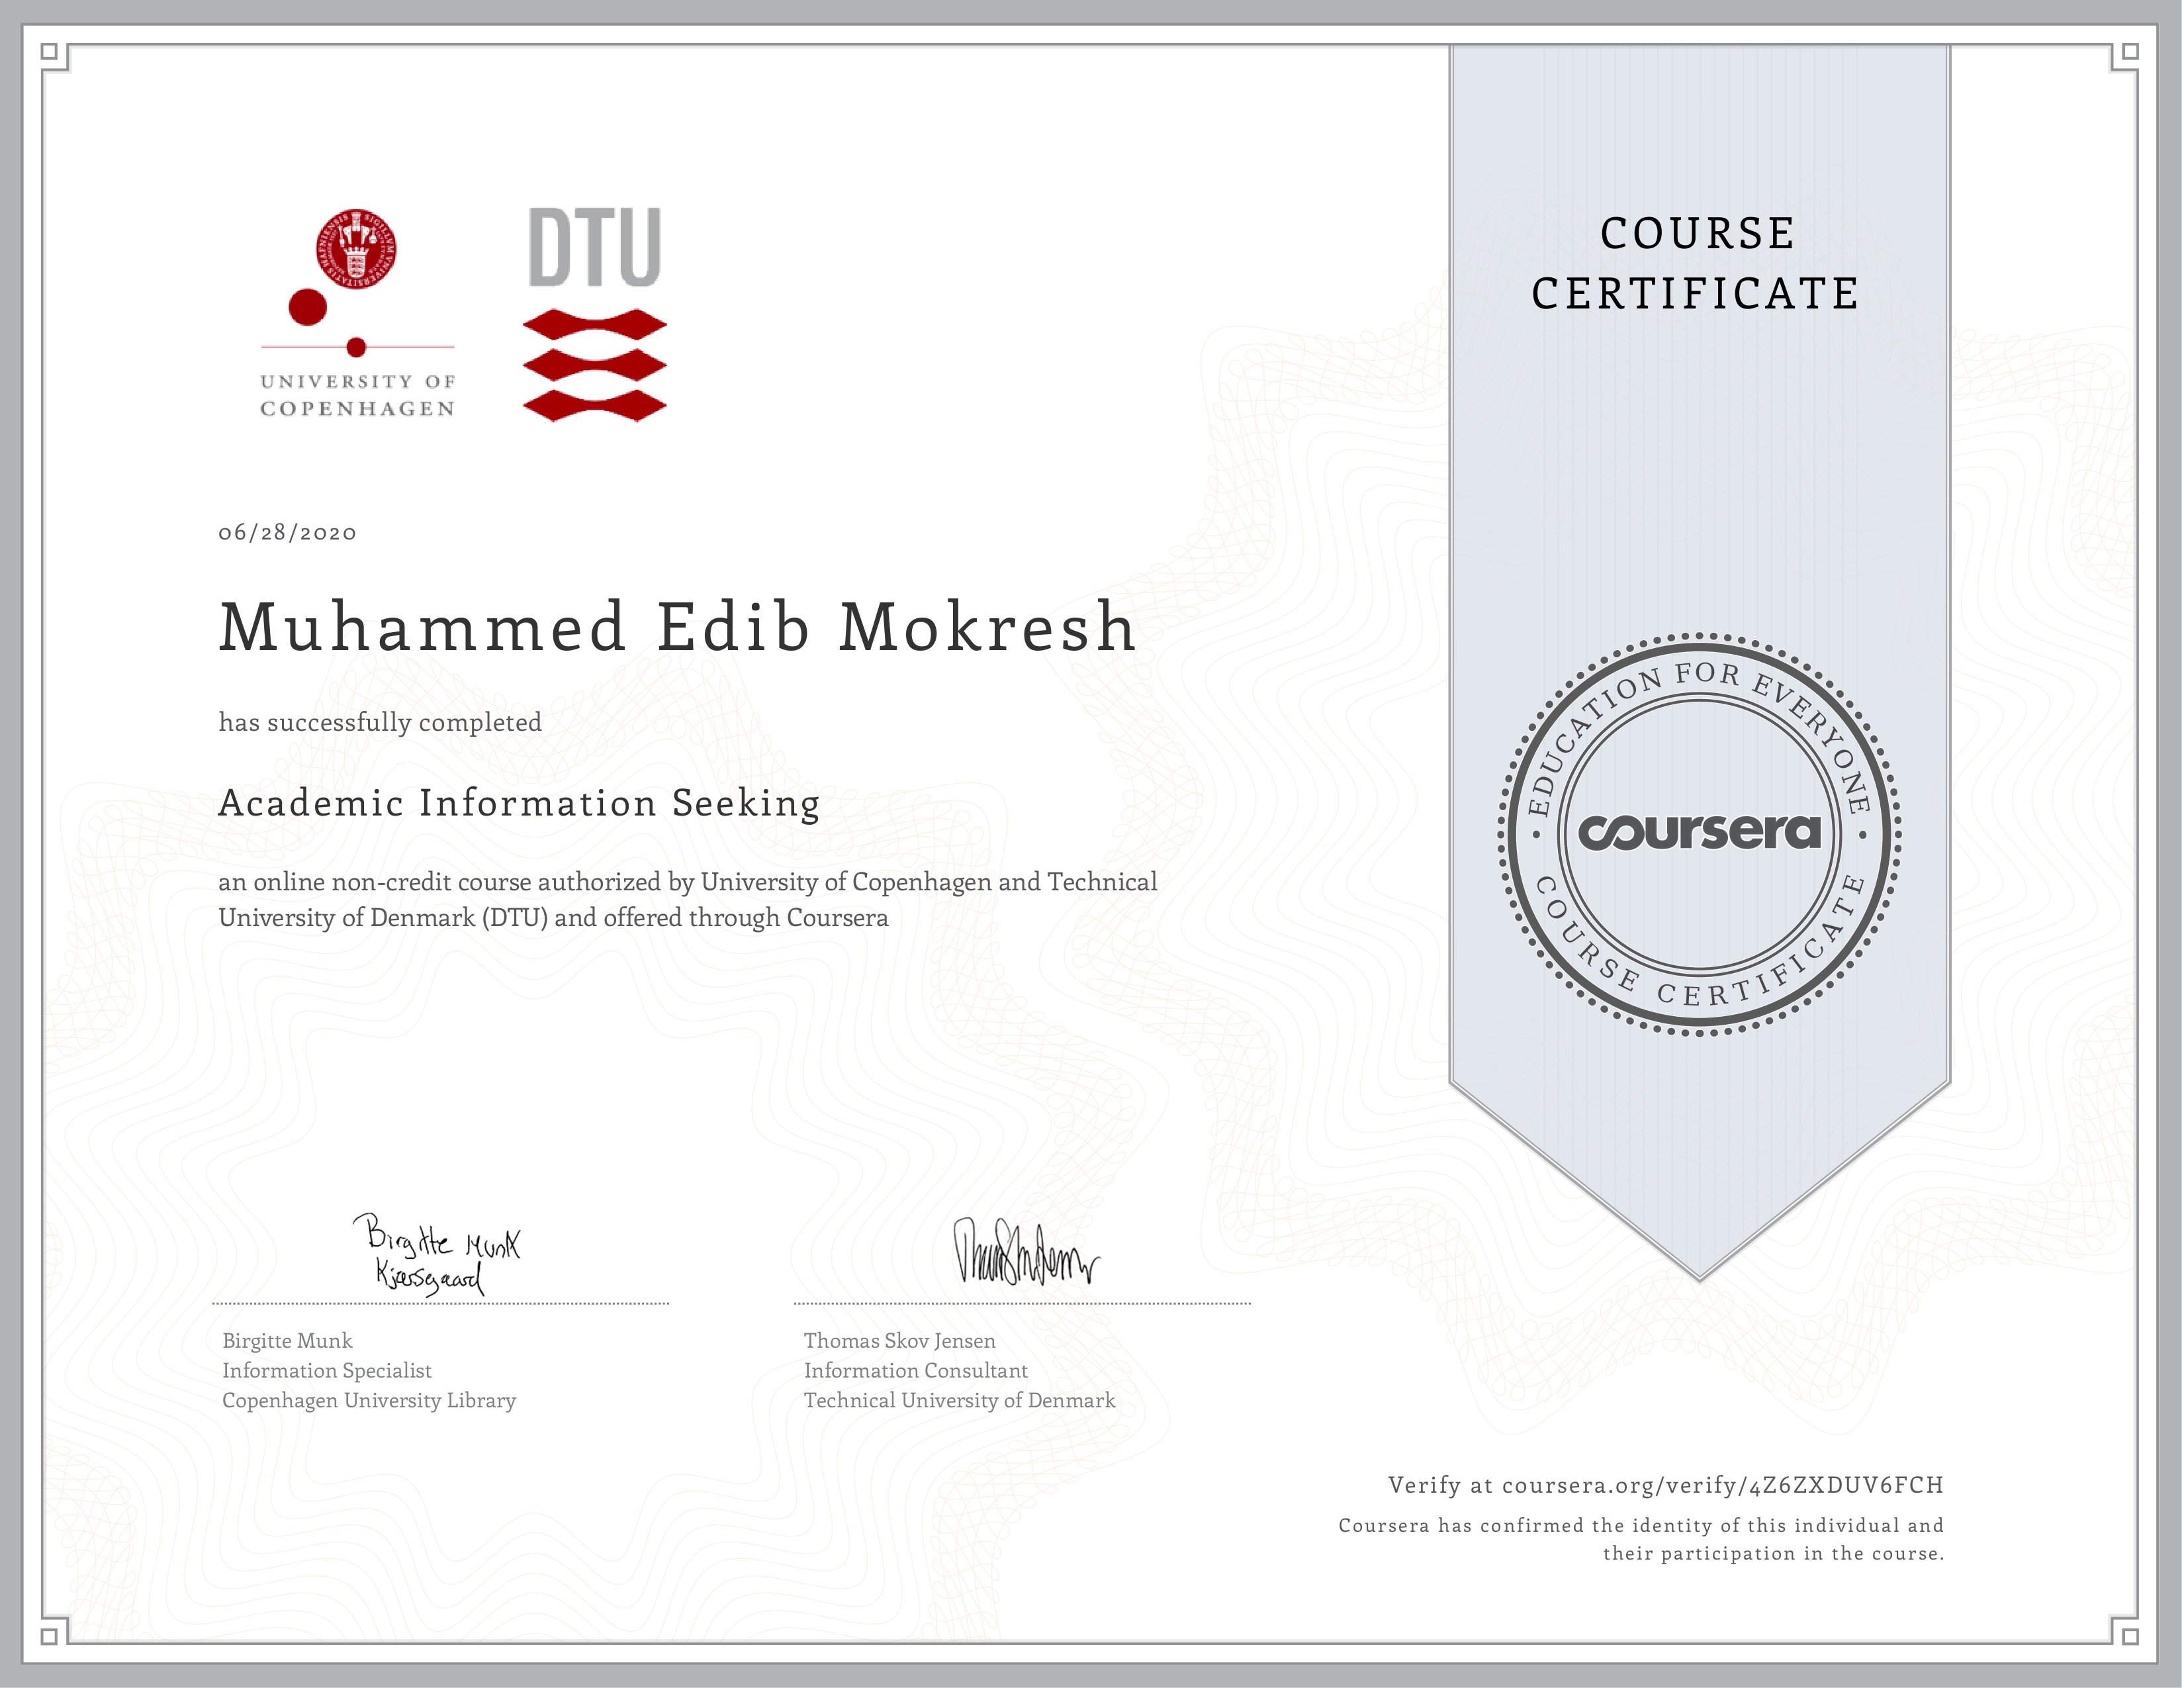 UNIVERSITY OF
COPENHAGEN
DTU
COURSE
CERTIFICATE
06/28/2020
Muhammed Edib Mokresh
has successfully completed
Academic Information Seeking
an online non-credit course authorized by University of Copenhagen and Technical
University of Denmark (DTU) and offered through Coursera
• EDUCATION FOR EVERYONE •
coursera
COURSE CERTIFICATE
Birgitte Munk
Kjærsgaard
Birgitte Munk
Information Specialist
Copenhagen University Library
Thomas Skov Jensen
Information Consultant
Technical University of Denmark
Verify at coursera.org/verify/4Z6ZXDUV6FCH
Coursera has confirmed the identity of this individual and
their participation in the course.